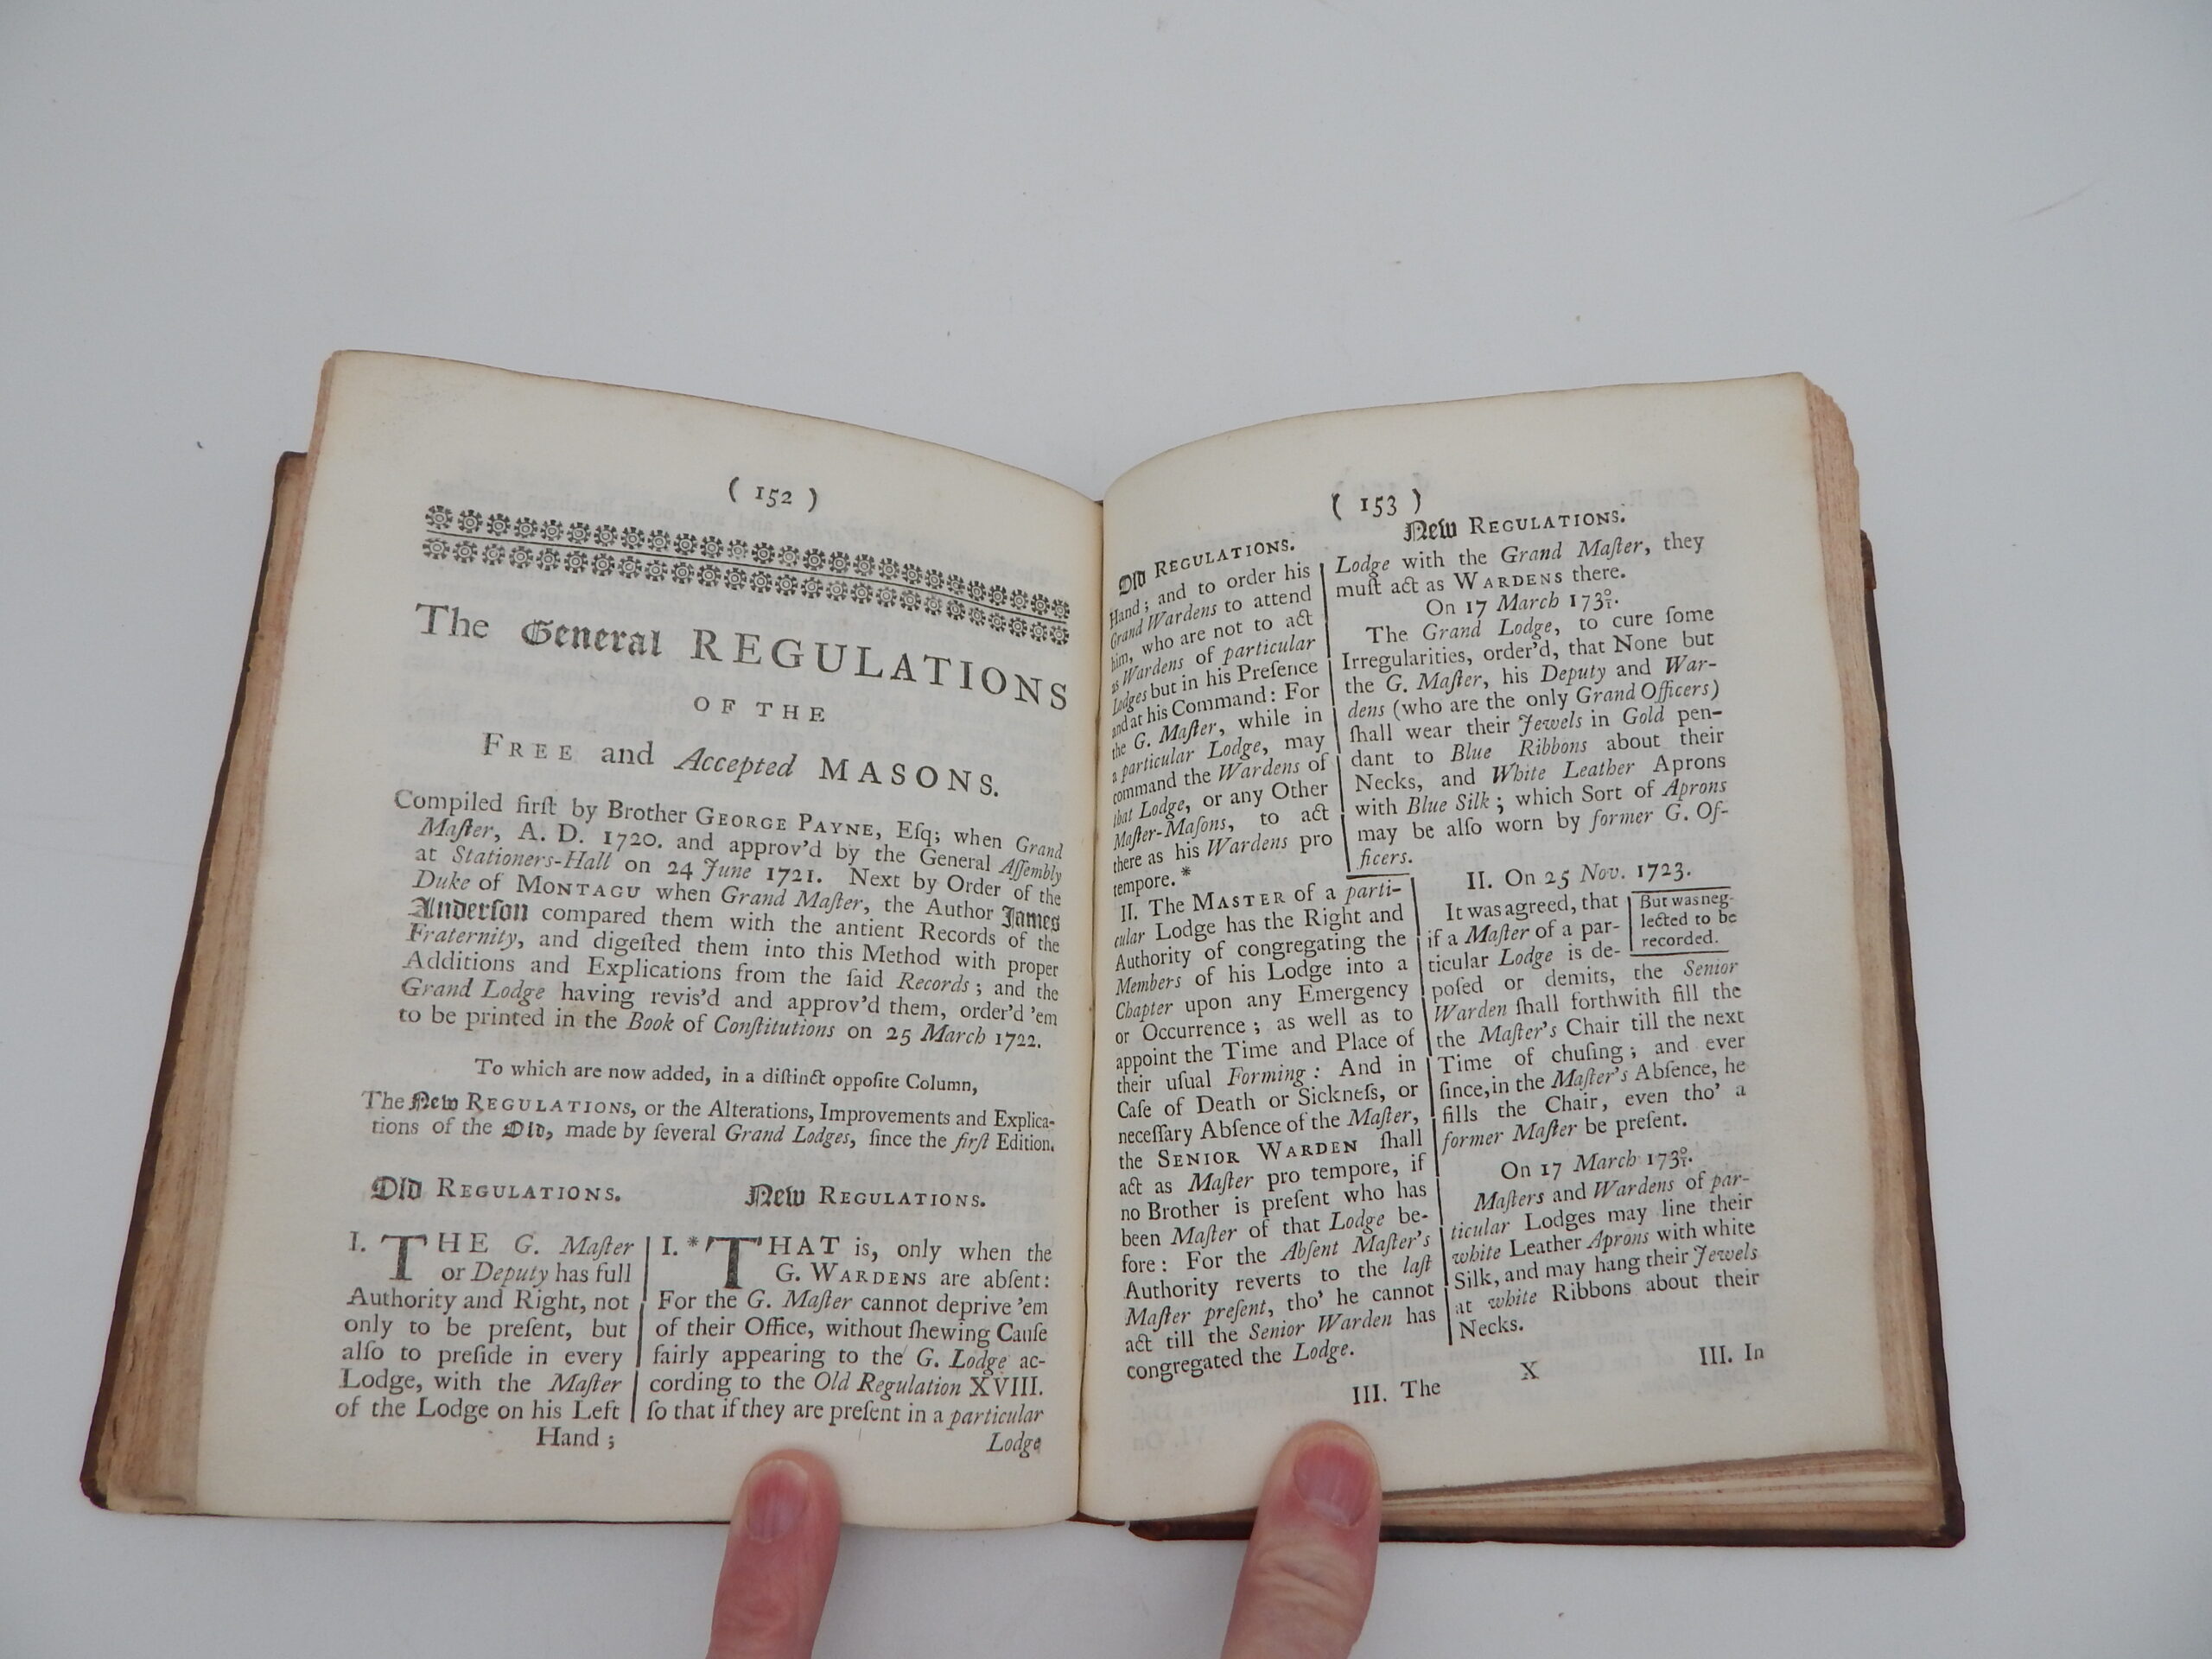 ( 152 )
The General REGULATIONS
OF THE
FREE and Accepted MASONS.
Compiled firſt by Brother GEORGE PAYNE, Eſq; when Grand
Maſter, A. D. 1720. and approv'd by the General Aſſembly
at Stationers-Hall on 24 June 1721. Next by Order of the
Duke of MONTAGU when Grand Maſter, the Author James
Anderſon compared them with the antient Records of the
Fraternity, and digeſted them into this Method with proper
Additions and Explications from the ſaid Records; and the
Grand Lodge having revis'd and approv'd them, order'd 'em
to be printed in the Book of Conſtitutions on 25 March 1722.
To which are now added, in a diſtinct oppoſite Column,
The New REGULATIONS, or the Alterations, Improvements and Explica-
tions of the Old, made by ſeveral Grand Lodges, ſince the firſt Edition.
Old REGULATIONS.
I. THE G. Maſter
or Deputy has full
Authority and Right, not
only to be preſent, but
alſo to preſide in every
Lodge, with the Maſter
of the Lodge on his Left
Hand;
New REGULATIONS.
I. * THAT is, only when the
G. WARDENS are abſent:
For the G. Maſter cannot deprive 'em
of their Office, without ſhewing Cauſe
fairly appearing to the G. Lodge ac-
cording to the Old Regulation XVIII.
ſo that if they are preſent in a particular
Lodge
( 153 )
Old REGULATIONS.
Hand; and to order his
Grand Wardens to attend
him, who are not to act
as Wardens of particular
Lodges but in his Preſence
and at his Command: For
the G. Maſter, while in
a particular Lodge, may
command the Wardens of
that Lodge, or any Other
Maſter-Maſons, to act
there as his Wardens pro
tempore. *
II. The MASTER of a parti-
cular Lodge has the Right and
Authority of congregating the
Members of his Lodge into a
Chapter upon any Emergency
or Occurrence; as well as to
appoint the Time and Place of
their uſual Forming: And in
Caſe of Death or Sickneſs, or
neceſſary Abſence of the Maſter,
the SENIOR WARDEN ſhall
act as Maſter pro tempore, if
no Brother is preſent who has
been Maſter of that Lodge be-
fore: For the Abſent Maſter's
Authority reverts to the laſt
Maſter preſent, tho' he cannot
act till the Senior Warden has
congregated the Lodge.
III. The
New REGULATIONS.
Lodge with the Grand Maſter, they
muſt act as WARDENS there.
On 17 March 173⁰⁄₁.
The Grand Lodge, to cure ſome
Irregularities, order'd, that None but
the G. Maſter, his Deputy and War-
dens (who are the only Grand Officers)
ſhall wear their Jewels in Gold pen-
dant to Blue Ribbons about their
Necks, and White Leather Aprons
with Blue Silk; which Sort of Aprons
may be alſo worn by former G. Of-
ficers.
II. On 25 Nov. 1723.
It was agreed, that
if a Maſter of a par-
ticular Lodge is de-
But was neg-
lected to be
recorded.
poſed or demits, the Senior
Warden ſhall forthwith fill the
the Maſter's Chair till the next
Time of chuſing; and ever
ſince, in the Maſter's Abſence, he
fills the Chair, even tho' a
former Maſter be preſent.
On 17 March 173⁰⁄₁.
Maſters and Wardens of par-
ticular Lodges may line their
white Leather Aprons with white
Silk, and may hang their Jewels
at white Ribbons about their
Necks.
X
III. In